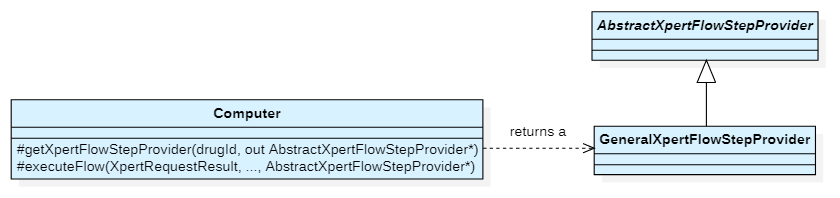 AbstractXpertFlowStepProvider
Computer
#getXpertFlowStepProvider(drugId, out AbstractXpertFlowStepProvider*)
#executeFlow(XpertRequestResult, ..., AbstractXpertFlowStepProvider*)
returns a
GeneralXpertFlowStepProvider